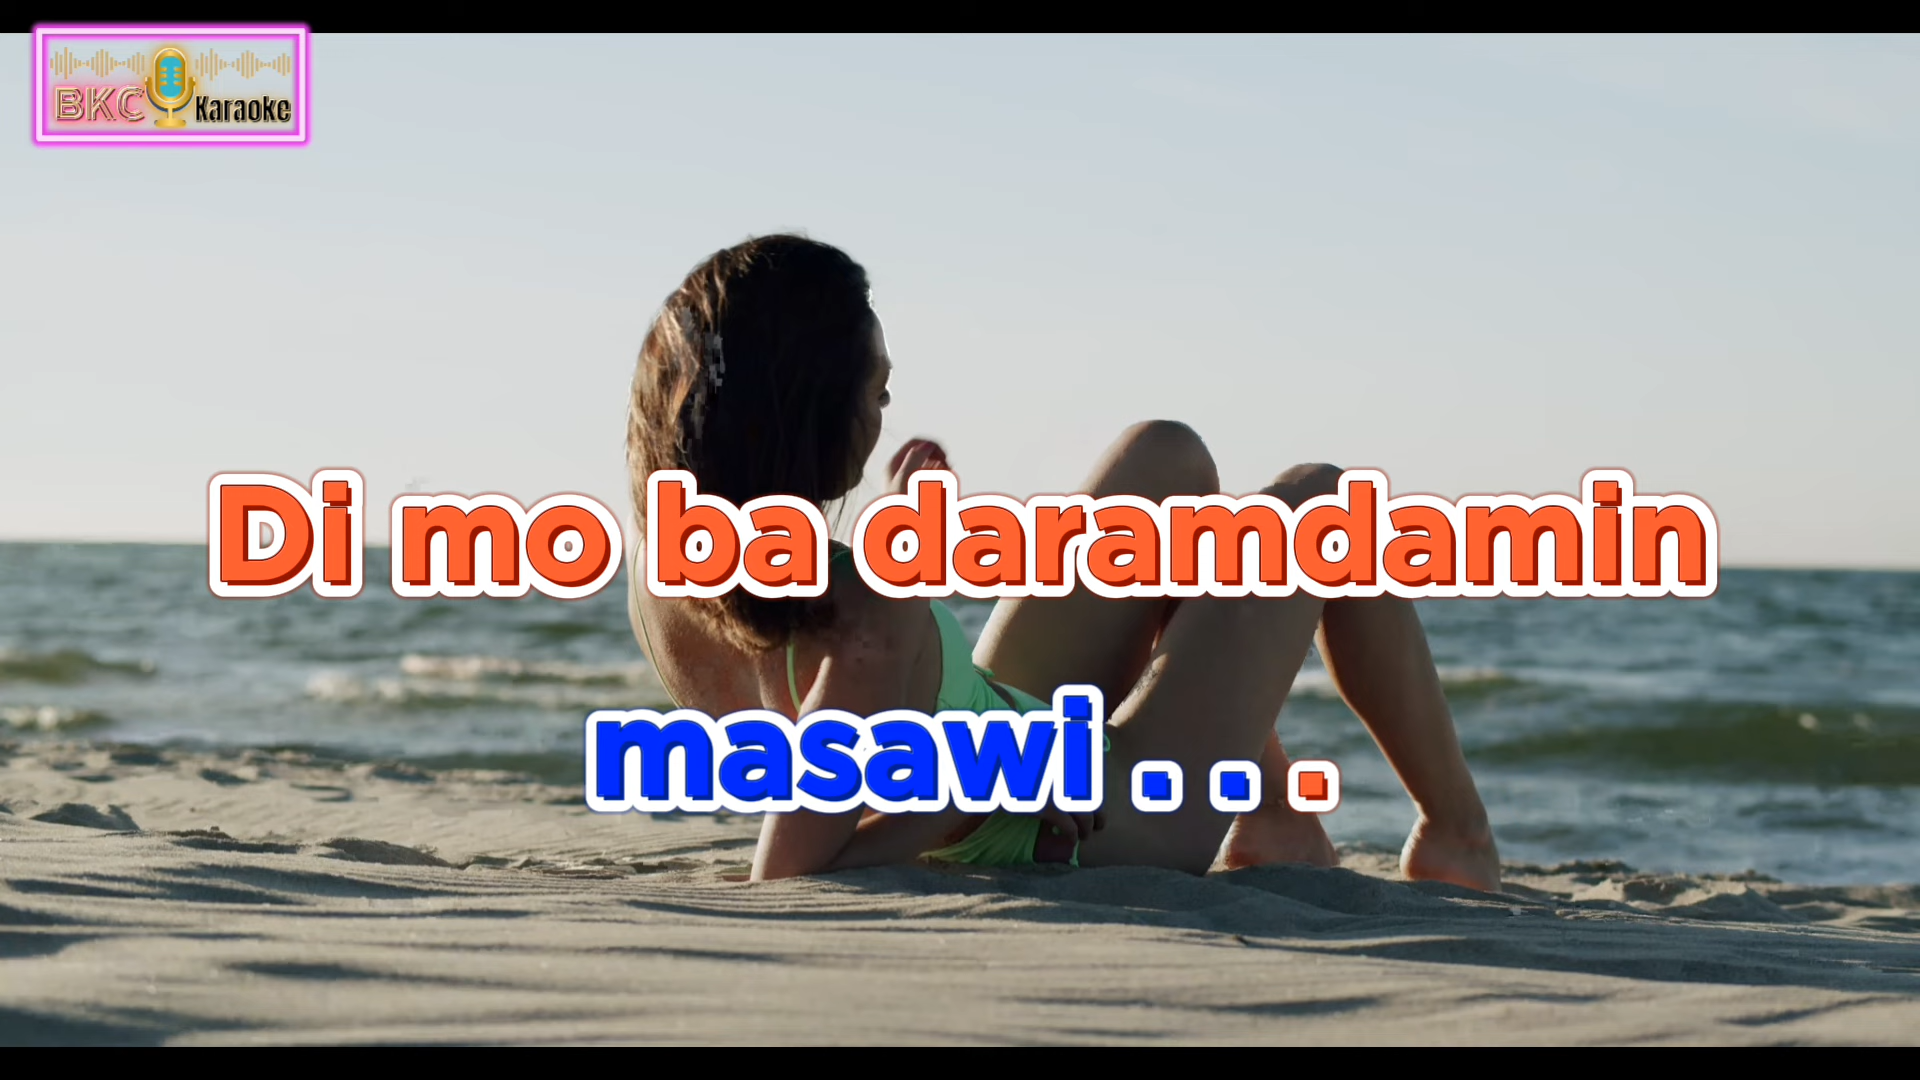 BKC Karaoke
Di mo ba daramdamin
masawi . . .